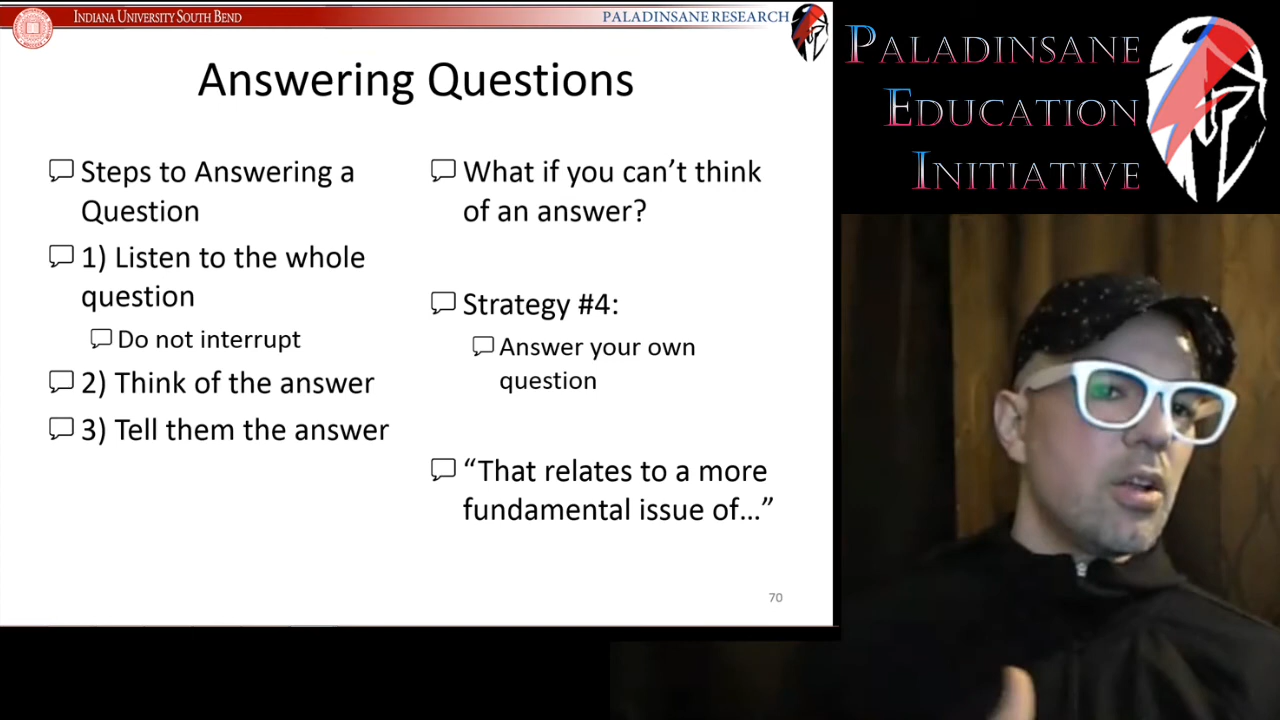 INDIANA UNIVERSITY SOUTH BEND
PALADINSANE RESEARCH
Answering Questions
Steps to Answering a
Question
1) Listen to the whole
question
Do not interrupt
2) Think of the answer
3) Tell them the answer
What if you can’t think
of an answer?
Strategy #4:
Answer your own
question
“That relates to a more
fundamental issue of…”
70
PALADINSANE
EDUCATION
INITIATIVE